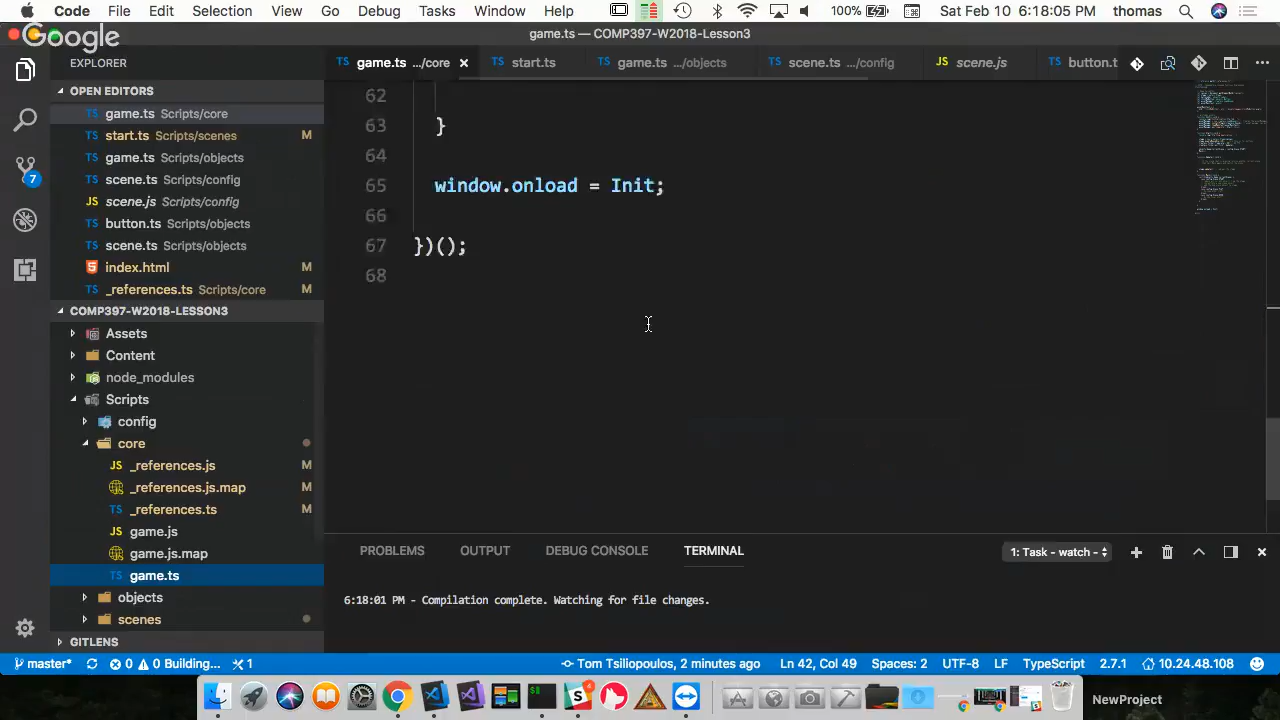 Code File Edit Selection View Go Debug Tasks Window Help 100% Sat Feb 10 6:18:05 PM thomas
Google
game.ts — COMP397-W2018-Lesson3
EXPLORER
TS game.ts .../core TS start.ts TS game.ts .../objects TS scene.ts .../config JS scene.js TS button.t
OPEN EDITORS
TS game.ts Scripts/core
TS start.ts Scripts/scenes M
TS game.ts Scripts/objects
TS scene.ts Scripts/config
JS scene.js Scripts/config
TS button.ts Scripts/objects
TS scene.ts Scripts/objects
index.html M
TS _references.ts Scripts/core M
7
COMP397-W2018-LESSON3
Assets
Content
node_modules
Scripts
config
core
JS _references.js M
_references.js.map M
TS _references.ts M
JS game.js
game.js.map
TS game.ts
objects
scenes
GITLENS
62
63 }
64
65 window.onload = Init;
66
67 })();
68
PROBLEMS OUTPUT DEBUG CONSOLE TERMINAL 1: Task - watch -
6:18:01 PM - Compilation complete. Watching for file changes.
master* 0 0 Building... 1 Tom Tsiliopoulos, 2 minutes ago Ln 42, Col 49 Spaces: 2 UTF-8 LF TypeScript 2.7.1 10.24.48.108
4
NewProject